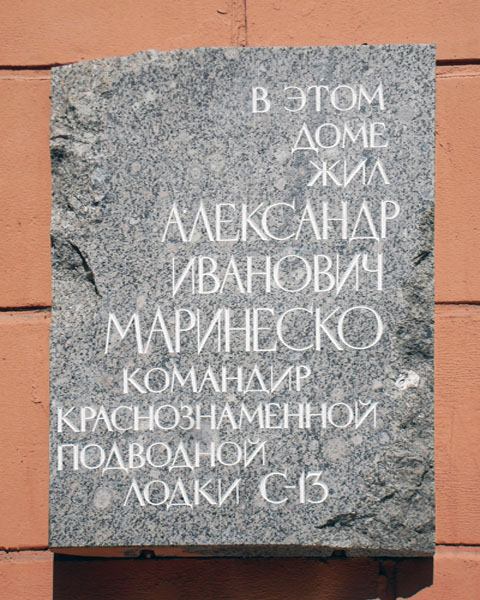 В ЭТОМ
ДОМЕ
ЖИЛ
АЛЕКСАНДР
ИВАНОВИЧ
МАРИНЕСКО
КОМАНДИР
КРАСНОЗНАМЕННОЙ
ПОДВОДНОЙ
ЛОДКИ С-13